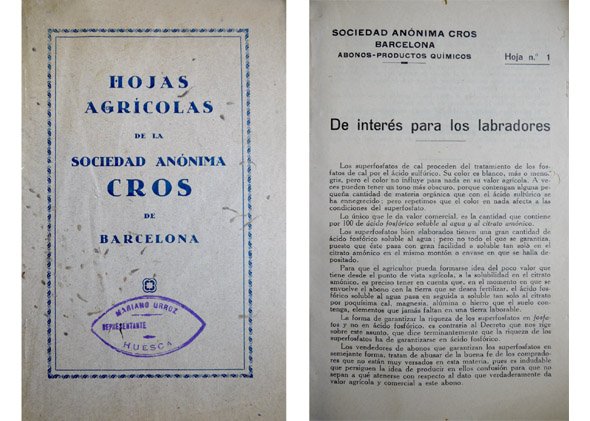 HOJAS
AGRÍCOLAS
DE LA
SOCIEDAD ANÓNIMA
CROS
DE
BARCELONA
MARIANO URROZ
REPRESENTANTE
HUESCA
SOCIEDAD ANÓNIMA CROS
BARCELONA
ABONOS-PRODUCTOS QUÍMICOS
Hoja n.° 1
De interés para los labradores
Los superfosfatos de cal proceden del tratamiento de los fos-
fatos de cal por el ácido sulfúrico. Su color es blanco, más o menos
gris, pero el color no influye para nada en su valor agrícola. A ve-
ces pueden tener un tono más obscuro, porque contengan alguna pe-
queña cantidad de materia orgánica que con el ácido sulfúrico se
ha ennegrecido; pero repetimos que el color en nada afecta a las
condiciones del superfosfato.
Lo único que le da valor comercial, es la cantidad que contiene
por 100 de ácido fosfórico soluble al agua y al citrato amónico.
Los superfosfatos bien elaborados tienen una gran cantidad de
ácido fosfórico soluble al agua; pero no todo el que se garantiza,
puesto que éste pasa con gran facilidad a soluble tan solo en el
citrato amónico en el mismo montón o envase en que se halla de-
positado.
Para que el agricultor pueda formarse idea del poco valor que
tiene desde el punto de vista agrícola, a la solubilidad en el citrato
amónico, es preciso tener en cuenta que, en el momento en que se
envuelve el abono con la tierra que se desea fertilizar, el ácido fos-
fórico soluble al agua pasa en seguida a soluble tan solo al citrato
por poquísima cal, magnesia, alúmina o hierro que el suelo con-
tenga, elementos que jamás faltan en una tierra laborable.
La forma de garantizar la riqueza de los superfosfatos en fosfa-
tos y no en ácido fosfórico, es contraria al Decreto que nos rige
sobre este asunto, que dice terminantemente que la riqueza de los
superfosfatos ha de garantizarse en ácido fosfórico.
Los vendedores de abonos que garantizan los superfosfatos en
semejante forma, tratan de abusar de la buena fe de los comprado-
res que no están muy versados en esta materia, pues es indudable
que persiguen la idea de producir en ellos confusión para que no
sepan a qué atenerse con respecto al dato que verdaderamente da
valor agrícola y comercial a este abono.